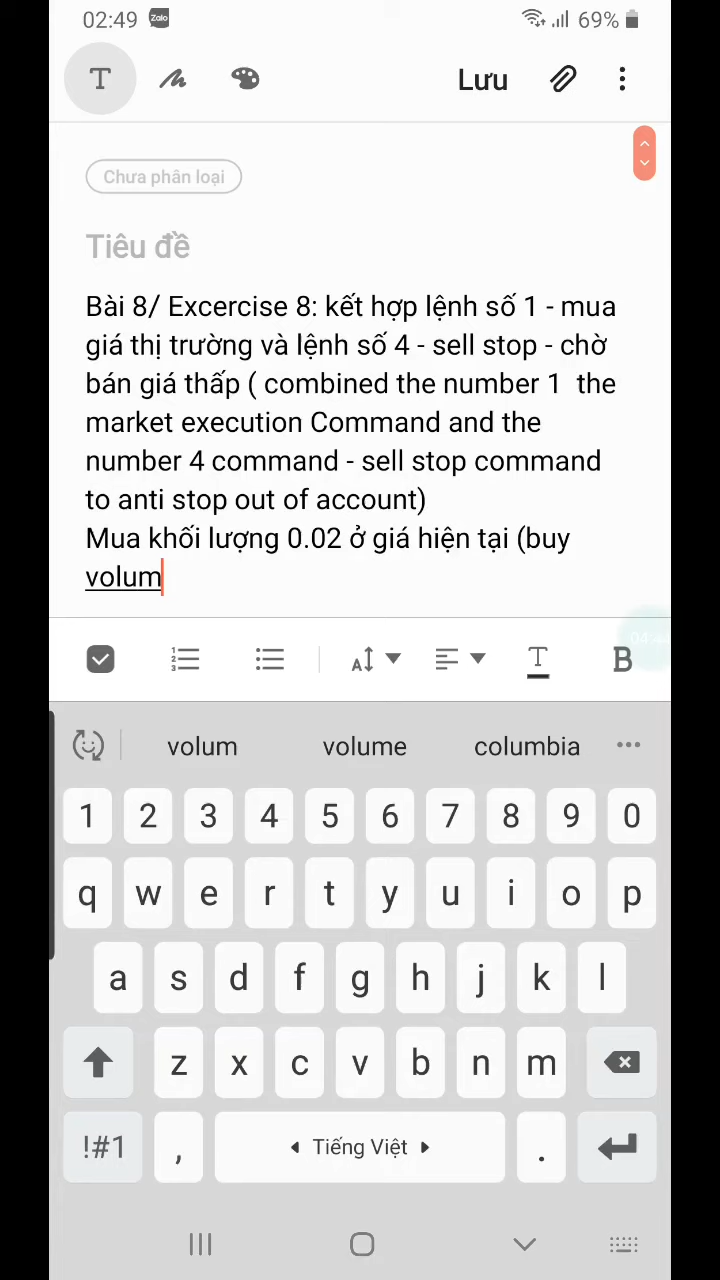 02:49 Zalo 69%
T Lưu
Chưa phân loại
Tiêu đề
Bài 8/ Excercise 8: kết hợp lệnh số 1 - mua
giá thị trường và lệnh số 4 - sell stop - chờ
bán giá thấp ( combined the number 1  the
market execution Command and the
number 4 command - sell stop command
to anti stop out of account)
Mua khối lượng 0.02 ở giá hiện tại (buy
volum
T B
volum volume columbia
1 2 3 4 5 6 7 8 9 0
q w e r t y u i o p
a s d f g h j k l
z x c v b n m
!#1 , Tiếng Việt .